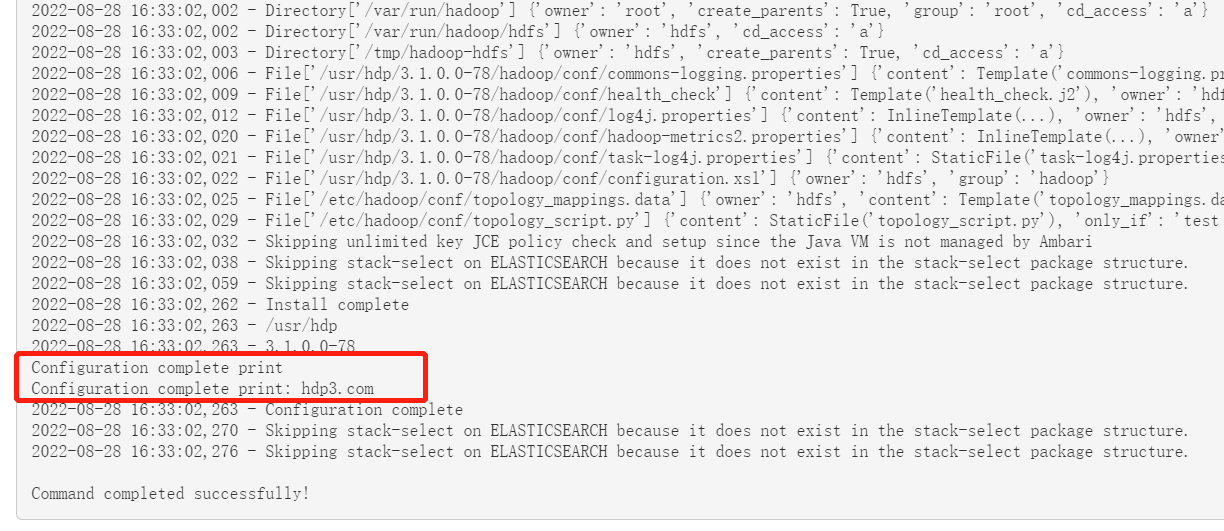 2022-08-28 16:33:02,002 - Directory['/var/run/hadoop'] {'owner': 'root', 'create_parents': True, 'group': 'root', 'cd_access': 'a'}
2022-08-28 16:33:02,002 - Directory['/var/run/hadoop/hdfs'] {'owner': 'hdfs', 'cd_access': 'a'}
2022-08-28 16:33:02,003 - Directory['/tmp/hadoop-hdfs'] {'owner': 'hdfs', 'create_parents': True, 'cd_access': 'a'}
2022-08-28 16:33:02,006 - File['/usr/hdp/3.1.0.0-78/hadoop/conf/commons-logging.properties'] {'content': Template('commons-logging.pr
2022-08-28 16:33:02,009 - File['/usr/hdp/3.1.0.0-78/hadoop/conf/health_check'] {'content': Template('health_check.j2'), 'owner': 'hdf
2022-08-28 16:33:02,012 - File['/usr/hdp/3.1.0.0-78/hadoop/conf/log4j.properties'] {'content': InlineTemplate(...), 'owner': 'hdfs',
2022-08-28 16:33:02,020 - File['/usr/hdp/3.1.0.0-78/hadoop/conf/hadoop-metrics2.properties'] {'content': InlineTemplate(...), 'owner'
2022-08-28 16:33:02,021 - File['/usr/hdp/3.1.0.0-78/hadoop/conf/task-log4j.properties'] {'content': StaticFile('task-log4j.properties
2022-08-28 16:33:02,022 - File['/usr/hdp/3.1.0.0-78/hadoop/conf/configuration.xsl'] {'owner': 'hdfs', 'group': 'hadoop'}
2022-08-28 16:33:02,025 - File['/etc/hadoop/conf/topology_mappings.data'] {'owner': 'hdfs', 'content': Template('topology_mappings.da
2022-08-28 16:33:02,029 - File['/etc/hadoop/conf/topology_script.py'] {'content': StaticFile('topology_script.py'), 'only_if': 'test
2022-08-28 16:33:02,032 - Skipping unlimited key JCE policy check and setup since the Java VM is not managed by Ambari
2022-08-28 16:33:02,038 - Skipping stack-select on ELASTICSEARCH because it does not exist in the stack-select package structure.
2022-08-28 16:33:02,059 - Skipping stack-select on ELASTICSEARCH because it does not exist in the stack-select package structure.
2022-08-28 16:33:02,262 - Install complete
2022-08-28 16:33:02,263 - /usr/hdp
2022-08-28 16:33:02,263 - 3.1.0.0-78
Configuration complete print
Configuration complete print: hdp3.com
2022-08-28 16:33:02,263 - Configuration complete
2022-08-28 16:33:02,270 - Skipping stack-select on ELASTICSEARCH because it does not exist in the stack-select package structure.
2022-08-28 16:33:02,276 - Skipping stack-select on ELASTICSEARCH because it does not exist in the stack-select package structure.
Command completed successfully!